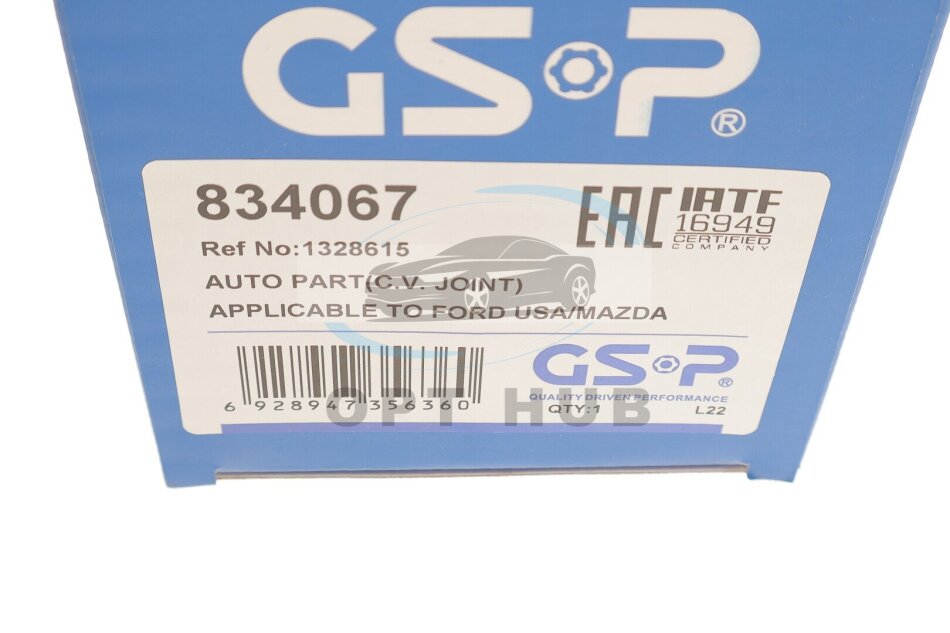 GSP®
834067
EAC
IATF
16949
CERTIFIED
COMPANY
Ref No:1328615
AUTO PART(C.V. JOINT)
APPLICABLE TO FORD USA/MAZDA
GSP®
QUALITY DRIVEN PERFORMANCE
6 928947 356360
QTY:1
L22
OPT HUB